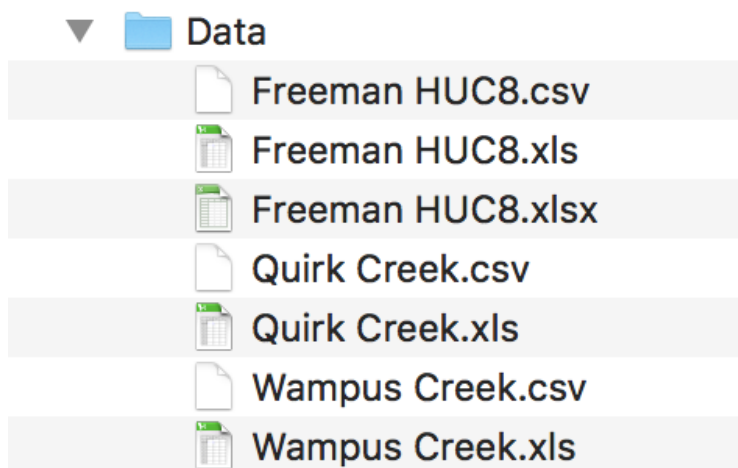 Data
Freeman HUC8.csv
Freeman HUC8.xls
Freeman HUC8.xlsx
Quirk Creek.csv
Quirk Creek.xls
Wampus Creek.csv
Wampus Creek.xls